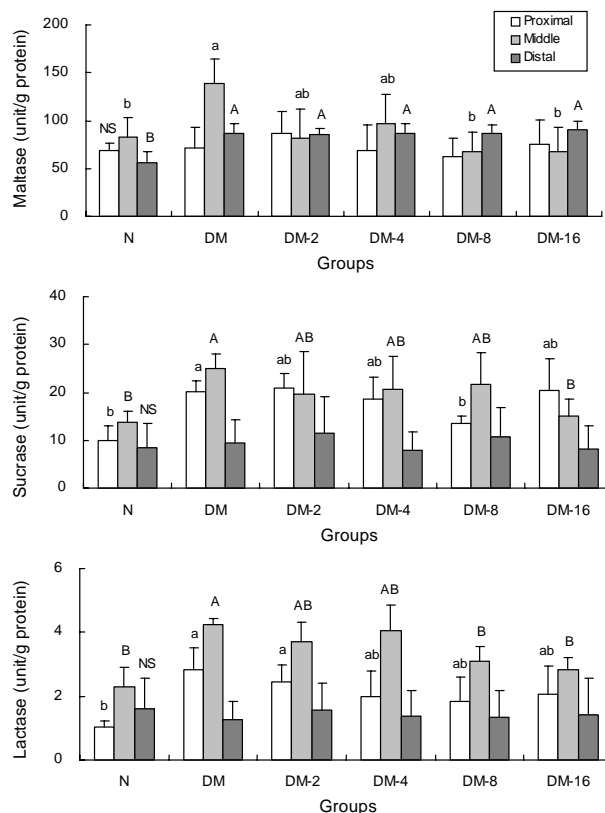 Proximal
Middle
Distal
Maltase (unit/g protein)
200
150
100
50
0
NS b B
a A
ab A
ab A
b A
b A
N DM DM-2 DM-4 DM-8 DM-16
Groups
Sucrase (unit/g protein)
40
30
20
10
0
b B NS
a A
ab AB
ab AB
b AB
ab B
N DM DM-2 DM-4 DM-8 DM-16
Groups
Lactase (unit/g protein)
6
4
2
0
b B NS
a A
a AB
ab AB
ab B
ab B
N DM DM-2 DM-4 DM-8 DM-16
Groups